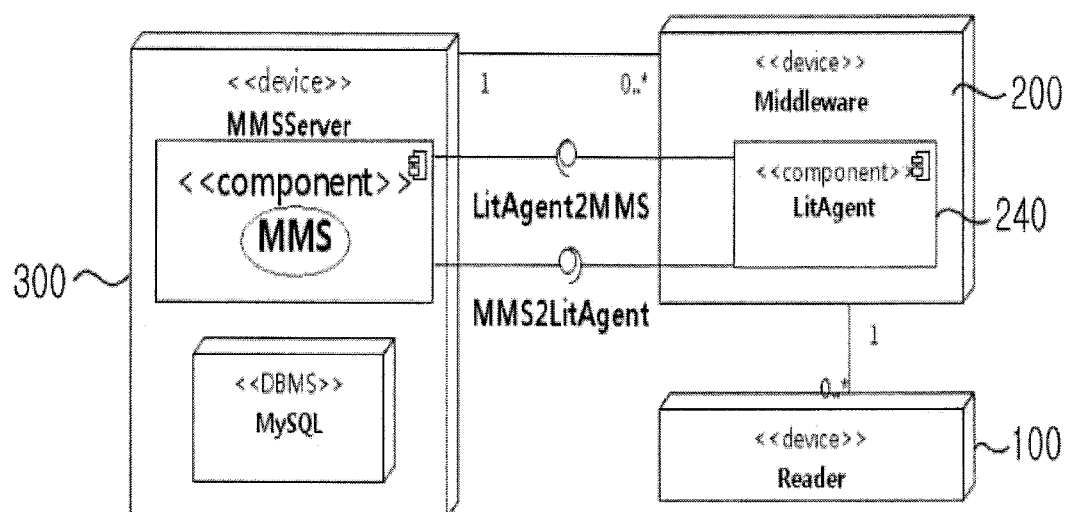 <<device>>
MMSServer
<<component>>
MMS
300
<<DBMS>>
MySQL
1
0..*
LitAgent2MMS
MMS2LitAgent
<<device>>
Middleware
200
<<component>>
LitAgent
240
1
0..*
<<device>>
Reader
100